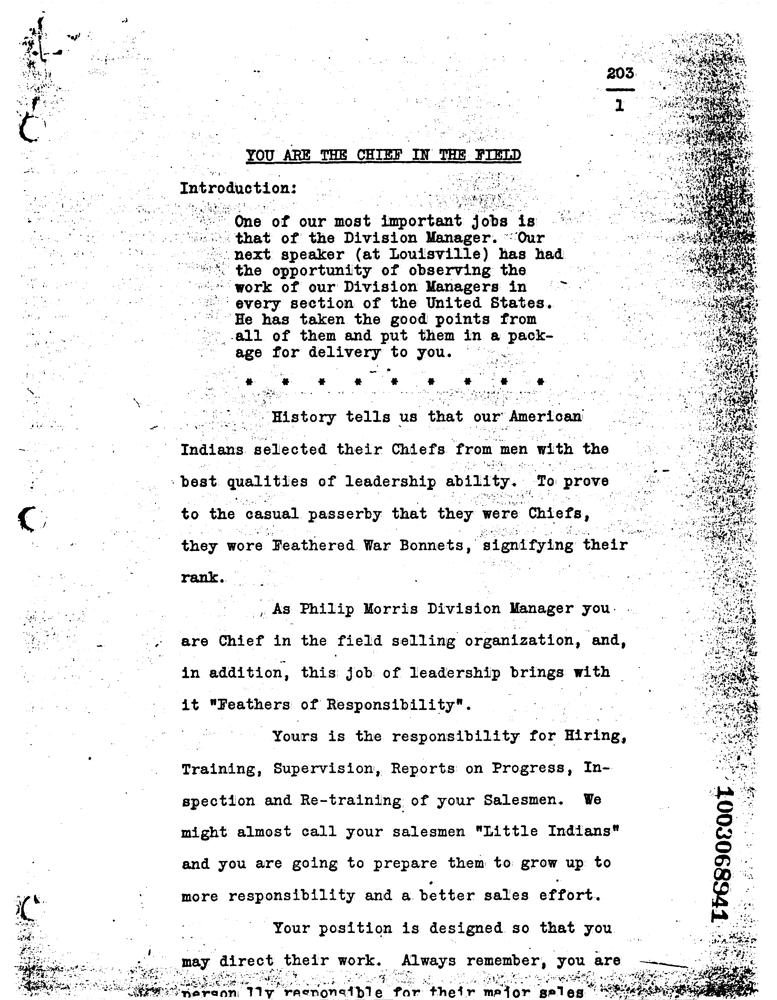 203
1
YOU ARE THE CHIEF IN THE FIELD
Introduction:
One of our most important jobs is
that of the Division Manager. Our
next speaker (at Louisville) has had
the opportunity of observing the
work of our Division Managers in
every section of the United States.
He has taken the good points from
all of them and put them in a pack-
age for delivery to you.
* * * * * * * * *
History tells us that our American
Indians selected their Chiefs from men with the
best qualities of leadership ability. To prove
to the casual passerby that they were Chiefs,
they wore Feathered War Bonnets, signifying their
rank.
As Philip Morris Division Manager you
are Chief in the field selling organization, and,
in addition, this job of leadership brings with
it "Feathers of Responsibility".
Yours is the responsibility for Hiring,
Training, Supervision, Reports on Progress, In-
spection and Re-training of your Salesmen. We
might almost call your salesmen "Little Indians"
and you are going to prepare them to grow up to
more responsibility and a better sales effort.
Your position is designed so that you
may direct their work. Always remember, you are
personally responsible for their major sales
1003068941